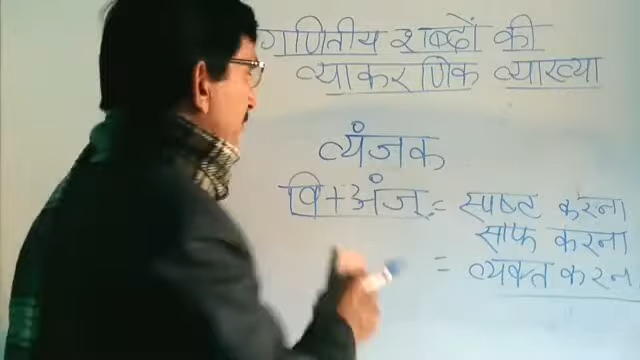 गणितीय शब्दों की
व्याकरणिक व्याख्या
व्यंजक
वि+अंज् = स्पष्ट करना
साफ करना
= व्यक्त करन